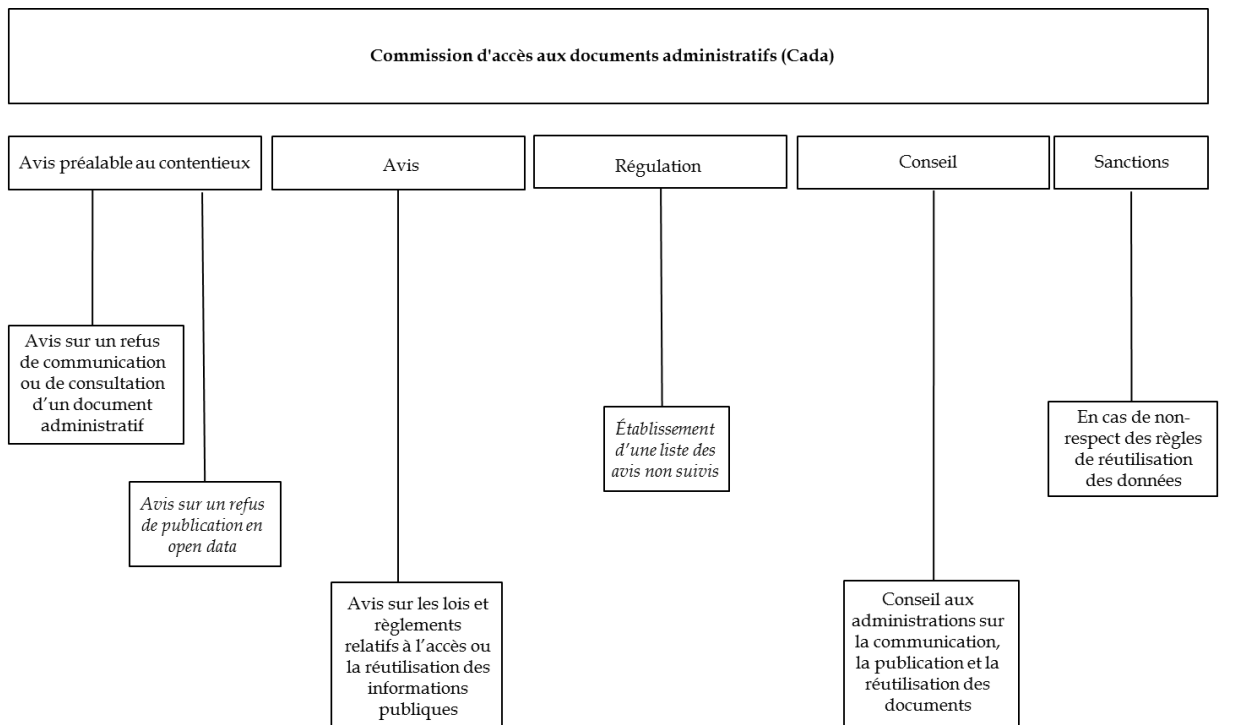 Commission d'accès aux documents administratifs (Cada)
Avis préalable au contentieux
Avis
Régulation
Conseil
Sanctions
Avis sur un refus
de communication
ou de consultation
d’un document
administratif
Avis sur un refus
de publication en
open data
Avis sur les lois et
règlements
relatifs à l’accès ou
la réutilisation des
informations
publiques
Établissement
d’une liste des
avis non suivis
Conseil aux
administrations sur
la communication,
la publication et la
réutilisation des
documents
En cas de non-
respect des règles
de réutilisation
des données